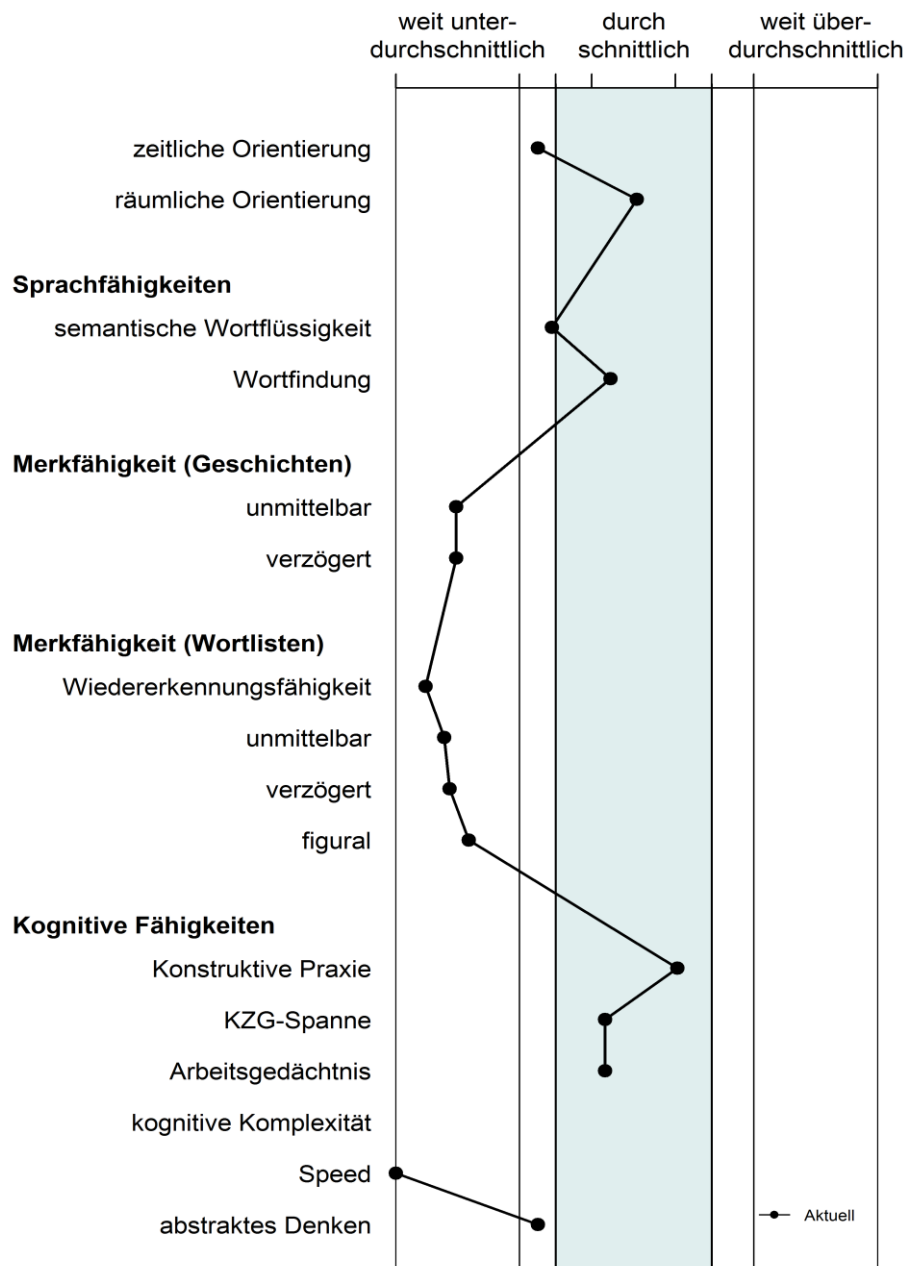 weit unter-
durchschnittlich
durch
schnittlich
weit über-
durchschnittlich
zeitliche Orientierung
räumliche Orientierung
Sprachfähigkeiten
semantische Wortflüssigkeit
Wortfindung
Merkfähigkeit (Geschichten)
unmittelbar
verzögert
Merkfähigkeit (Wortlisten)
Wiedererkennungsfähigkeit
unmittelbar
verzögert
figural
Kognitive Fähigkeiten
Konstruktive Praxie
KZG-Spanne
Arbeitsgedächtnis
kognitive Komplexität
Speed
abstraktes Denken
Aktuell